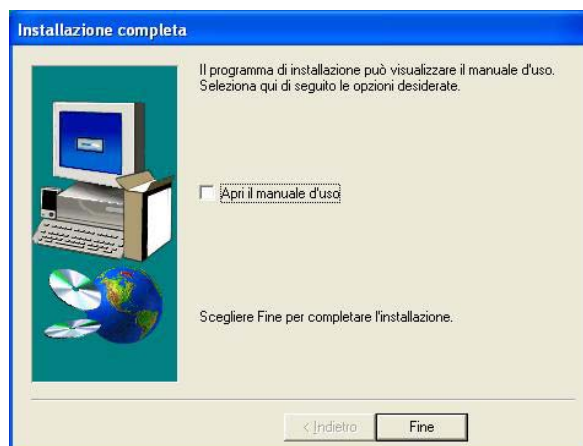 Installazione completa
Il programma di installazione può visualizzare il manuale d'uso.
Seleziona qui di seguito le opzioni desiderate.
Apri il manuale d'uso
Scegliere Fine per completare l'installazione.
< Indietro
Fine